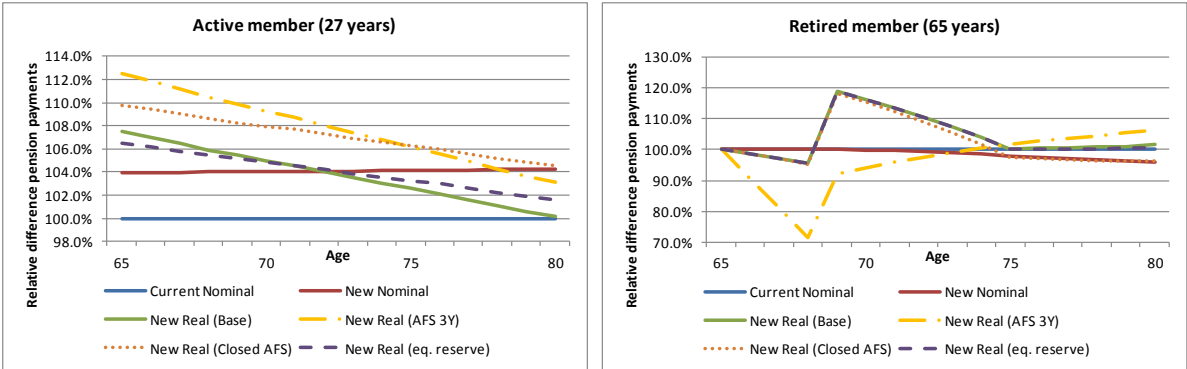 Active member (27 years)
Relative difference pension payments
114.0%
112.0%
110.0%
108.0%
106.0%
104.0%
102.0%
100.0%
98.0%
65
70
75
80
Age
Current Nominal
New Nominal
New Real (Base)
New Real (AFS 3Y)
New Real (Closed AFS)
New Real (eq. reserve)
Retired member (65 years)
Relative difference pension payments
130.0%
120.0%
110.0%
100.0%
90.0%
80.0%
70.0%
65
70
75
80
Age
Current Nominal
New Nominal
New Real (Base)
New Real (AFS 3Y)
New Real (Closed AFS)
New Real (eq. reserve)